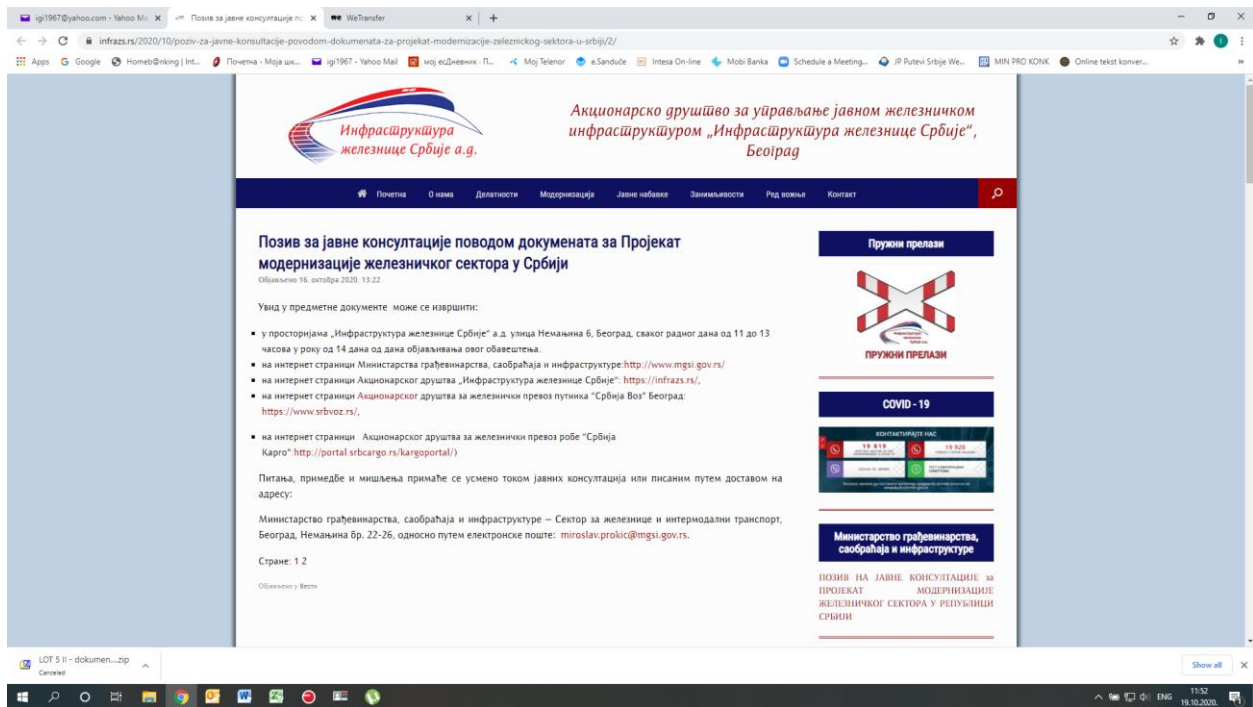 igi1967@yahoo.com - Yahoo Ma
Позив за јавне консултације по
WeTransfer
infrazs.rs/2020/10/poziv-za-javne-konsultacije-povodom-dokumenata-za-projekat-modernizacije-zeleznickog-sektora-u-srbiji/2/
Apps Google Homeb@nking | Int... Почетна - Моја шк... igi1967 - Yahoo Mail мој есДневник - П... Moj Telenor e.Sanduče Intesa On-line Mobi Banka Schedule a Meeting... JP Putevi Srbije We... MIN PRO KONK Online tekst konver...
Инфраструктура
железнице Србије а.д.
Акционарско друштво за управљање јавном железничком
инфраструктуром „Инфраструктура железнице Србије“,
Београд
Почетна О нама Делатности Модернизација Јавне набавке Занимљивости Ред вожње Контакт
Позив за јавне консултације поводом докумената за Пројекат
модернизације железничког сектора у Србији
Објављено 16. октобра 2020. 13:22
Увид у предметне документе може се извршити:
у просторијама „Инфраструктура железнице Србије“ а.д. улица Немањина 6, Београд, сваког радног дана од 11 до 13
часова у року од 14 дана од дана објављивања овог обавештења.
на интернет страници Министарства грађевинарства, саобраћаја и инфраструктуре:http://www.mgsi.gov.rs/
на интернет страници Акционарског друштва „Инфраструктура железнице Србије“: https://infrazs.rs/,
на интернет страници Акционарског друштва за железнички превоз путника “Србија Воз” Београд:
https://www.srbvoz.rs/,
на интернет страници Акционарског друштва за железнички превоз робе “Србија
Карго”:http://portal.srbcargo.rs/kargoportal/)
Питања, примедбе и мишљења примаће се усмено током јавних консултација или писаним путем доставом на
адресу:
Министарство грађевинарства, саобраћаја и инфраструктуре – Сектор за железнице и интермодални транспорт,
Београд, Немањина бр. 22-26, односно путем електронске поште: miroslav.prokic@mgsi.gov.rs.
Стране: 1 2
Објављено у Вести
Пружни прелази
ПРУЖНИ ПРЕЛАЗИ
COVID - 19
КОНТАКТИРАЈТЕ НАС
19 819
19 920
Министарство грађевинарства,
саобраћаја и инфраструктуре
ПОЗИВ НА ЈАВНЕ КОНСУЛТАЦИЈЕ за
ПРОЈЕКАТ МОДЕРНИЗАЦИЈЕ
ЖЕЛЕЗНИЧКОГ СЕКТОРА У РЕПУБЛИЦИ
СРБИЈИ
LOT 5 II - dokumen....zip
Canceled
Show all
ENG
11:52
19.10.2020.